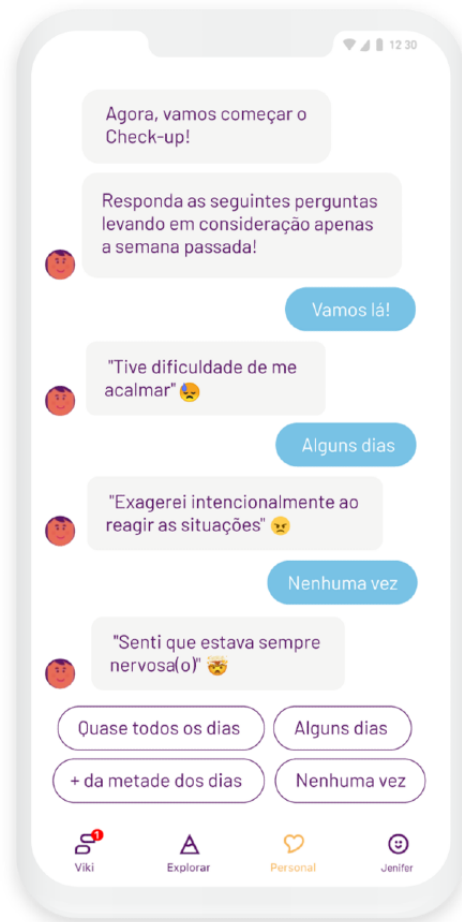 12 30
Agora, vamos começar o
Check-up!
Responda as seguintes perguntas
levando em consideração apenas
a semana passada!
Vamos lá!
"Tive dificuldade de me
acalmar" 😓
Alguns dias
"Exagerei intencionalmente ao
reagir as situações" 😠
Nenhuma vez
"Senti que estava sempre
nervosa(o)" 🤯
Quase todos os dias
Alguns dias
+ da metade dos dias
Nenhuma vez
1
Viki
Explorar
Personal
Jenifer